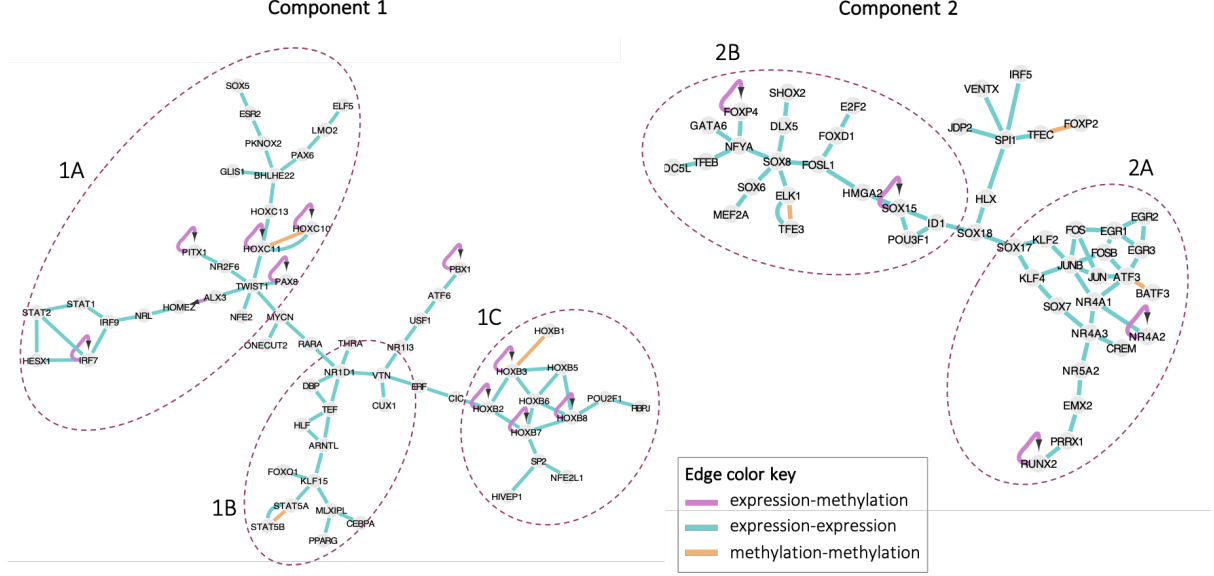 Component 1
Component 2
1A
SOX5
ELF5
ESR2
LMO2
PKNOX2
PAX6
GLIS1
BHLHE22
HOXC13
HOXC10
HOXC11
PITX1
NR2F6
PAX8
TWIST1
ALX3
HOMEZ
STAT1
STAT2
IRF9
NRL
NFE2
MYCN
HESX1
IRF7
ONECUT2
RARA
PBX1
ATF6
USF1
NR1I3
THRA
1B
NR1D1
VTN
ERF
CIC
DBP
CUX1
TEF
HLF
ARNTL
FOXO1
KLF15
STAT5A
STAT5B
MLXIPL
CEBPA
PPARG
1C
HOXB1
HOXB3
HOXB5
HOXB6
HOXB2
HOXB8
POU2F1
RBPJ
HOXB7
SP2
NFE2L1
HIVEP1
2B
FOXP4
SHOX2
E2F2
GATA6
DLX5
FOXD1
NFYA
DC5L
TFEB
SOX8
FOSL1
SOX6
ELK1
HMGA2
SOX15
MEF2A
TFE3
ID1
POU3F1
SOX18
IRF5
VENTX
JDP2
SPI1
TFEC
FOXP2
HLX
2A
SOX17
KLF2
FOS
EGR1
EGR2
FOSB
EGR3
JUNB
JUN
ATF3
KLF4
BATF3
SOX7
NR4A1
NR4A3
NR4A2
CREM
NR5A2
EMX2
PRRX1
RUNX2
Edge color key
expression-methylation
expression-expression
methylation-methylation